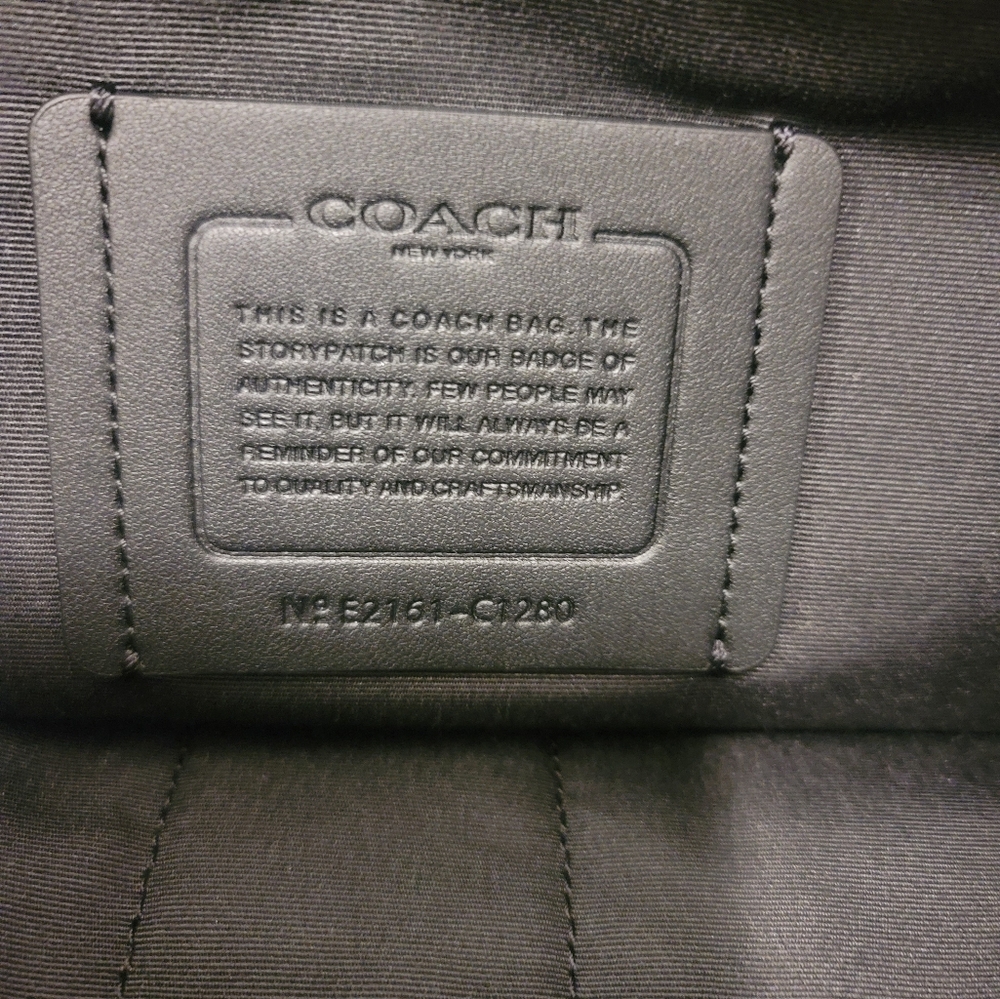 COACH
NEW YORK
THIS IS A COACH BAG. THE
STORYPATCH IS OUR BADGE OF
AUTHENTICITY. FEW PEOPLE MAY
SEE IT, BUT IT WILL ALWAYS BE A
REMINDER OF OUR COMMITMENT
TO QUALITY AND CRAFTSMANSHIP.
Nº E2161-C1280